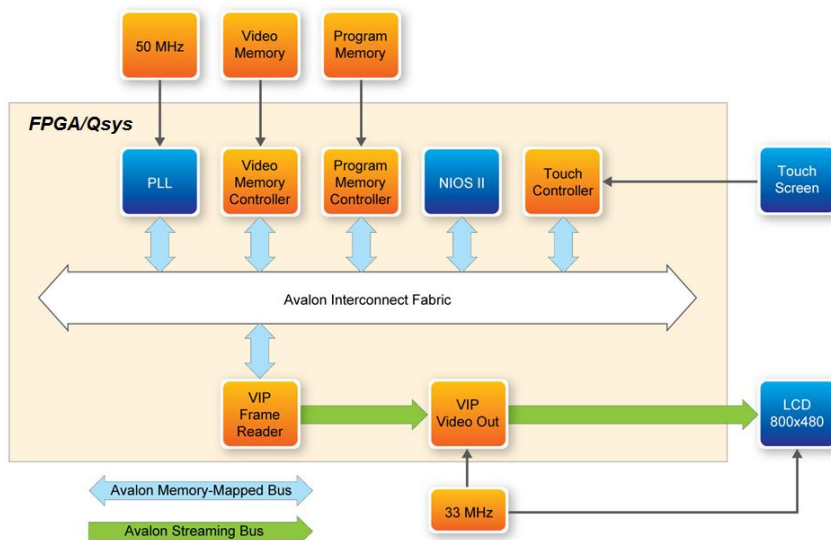 50 MHz
Video
Memory
Program
Memory
FPGA/Qsys
PLL
Video
Memory
Controller
Program
Memory
Controller
NIOS II
Touch
Controller
Touch
Screen
Avalon Interconnect Fabric
VIP
Frame
Reader
VIP
Video Out
LCD
800x480
Avalon Memory-Mapped Bus
Avalon Streaming Bus
33 MHz